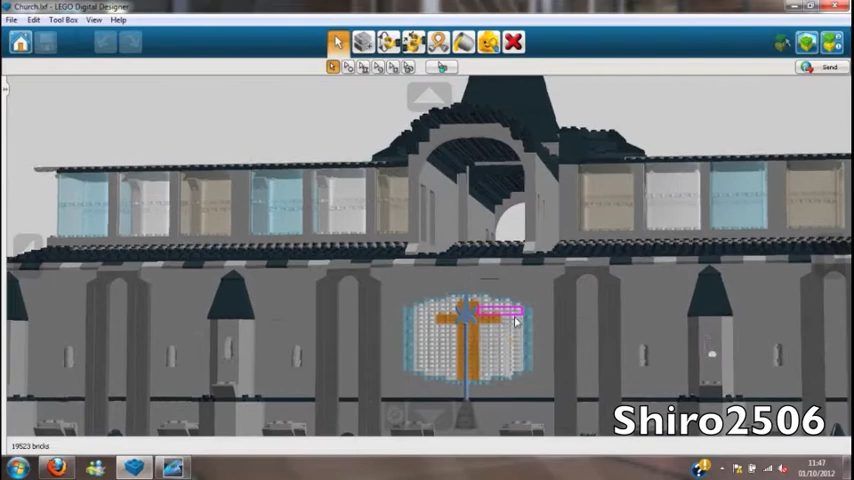 Church.lxf - LEGO Digital Designer
File Edit Tool Box View Help
Send
Shiro2506
19523 bricks
11:47
01/10/2012